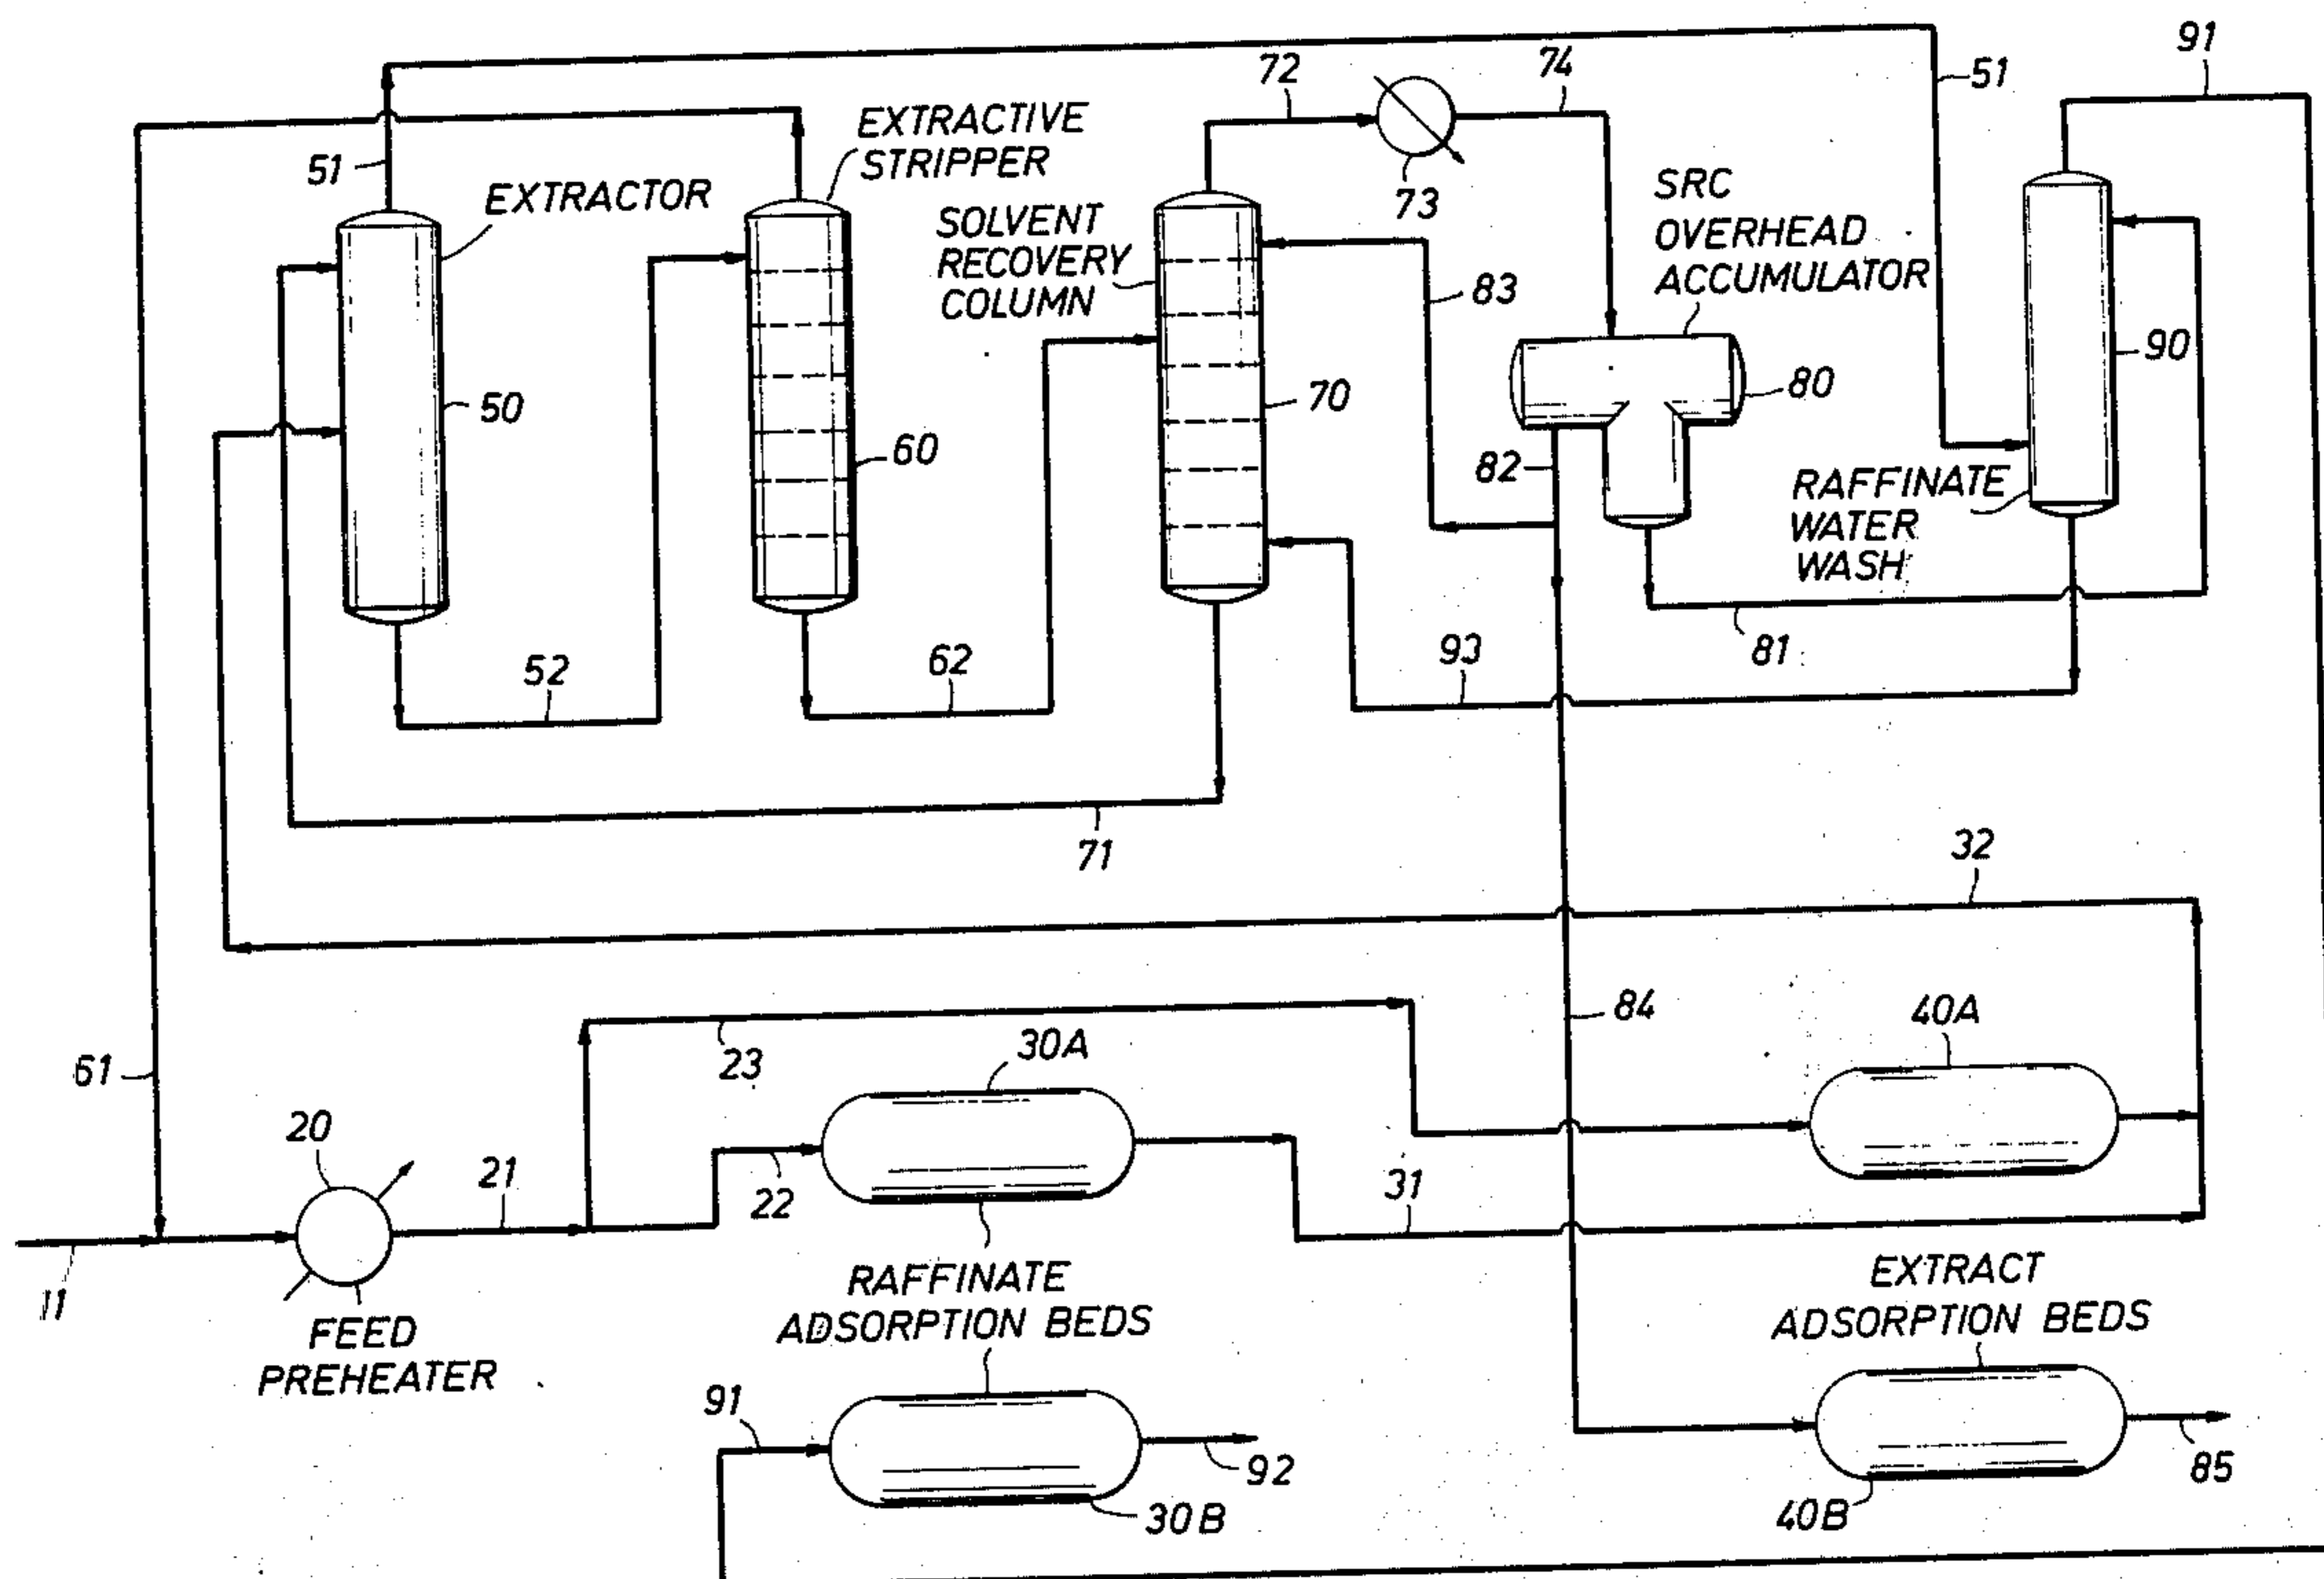 91
72
74
51
EXTRACTIVE
STRIPPER
51
EXTRACTOR
SOLVENT
RECOVERY
COLUMN
73
SRC
OVERHEAD
ACCUMULATOR
83
90
80
50
70
60
82
RAFFINATE
WATER
WASH
52
62
93
81
71
32
84
40A
23
30A
61
20
21
22
31
11
FEED
PREHEATER
RAFFINATE
ADSORPTION BEDS
EXTRACT
ADSORPTION BEDS
91
92
30B
85
40B